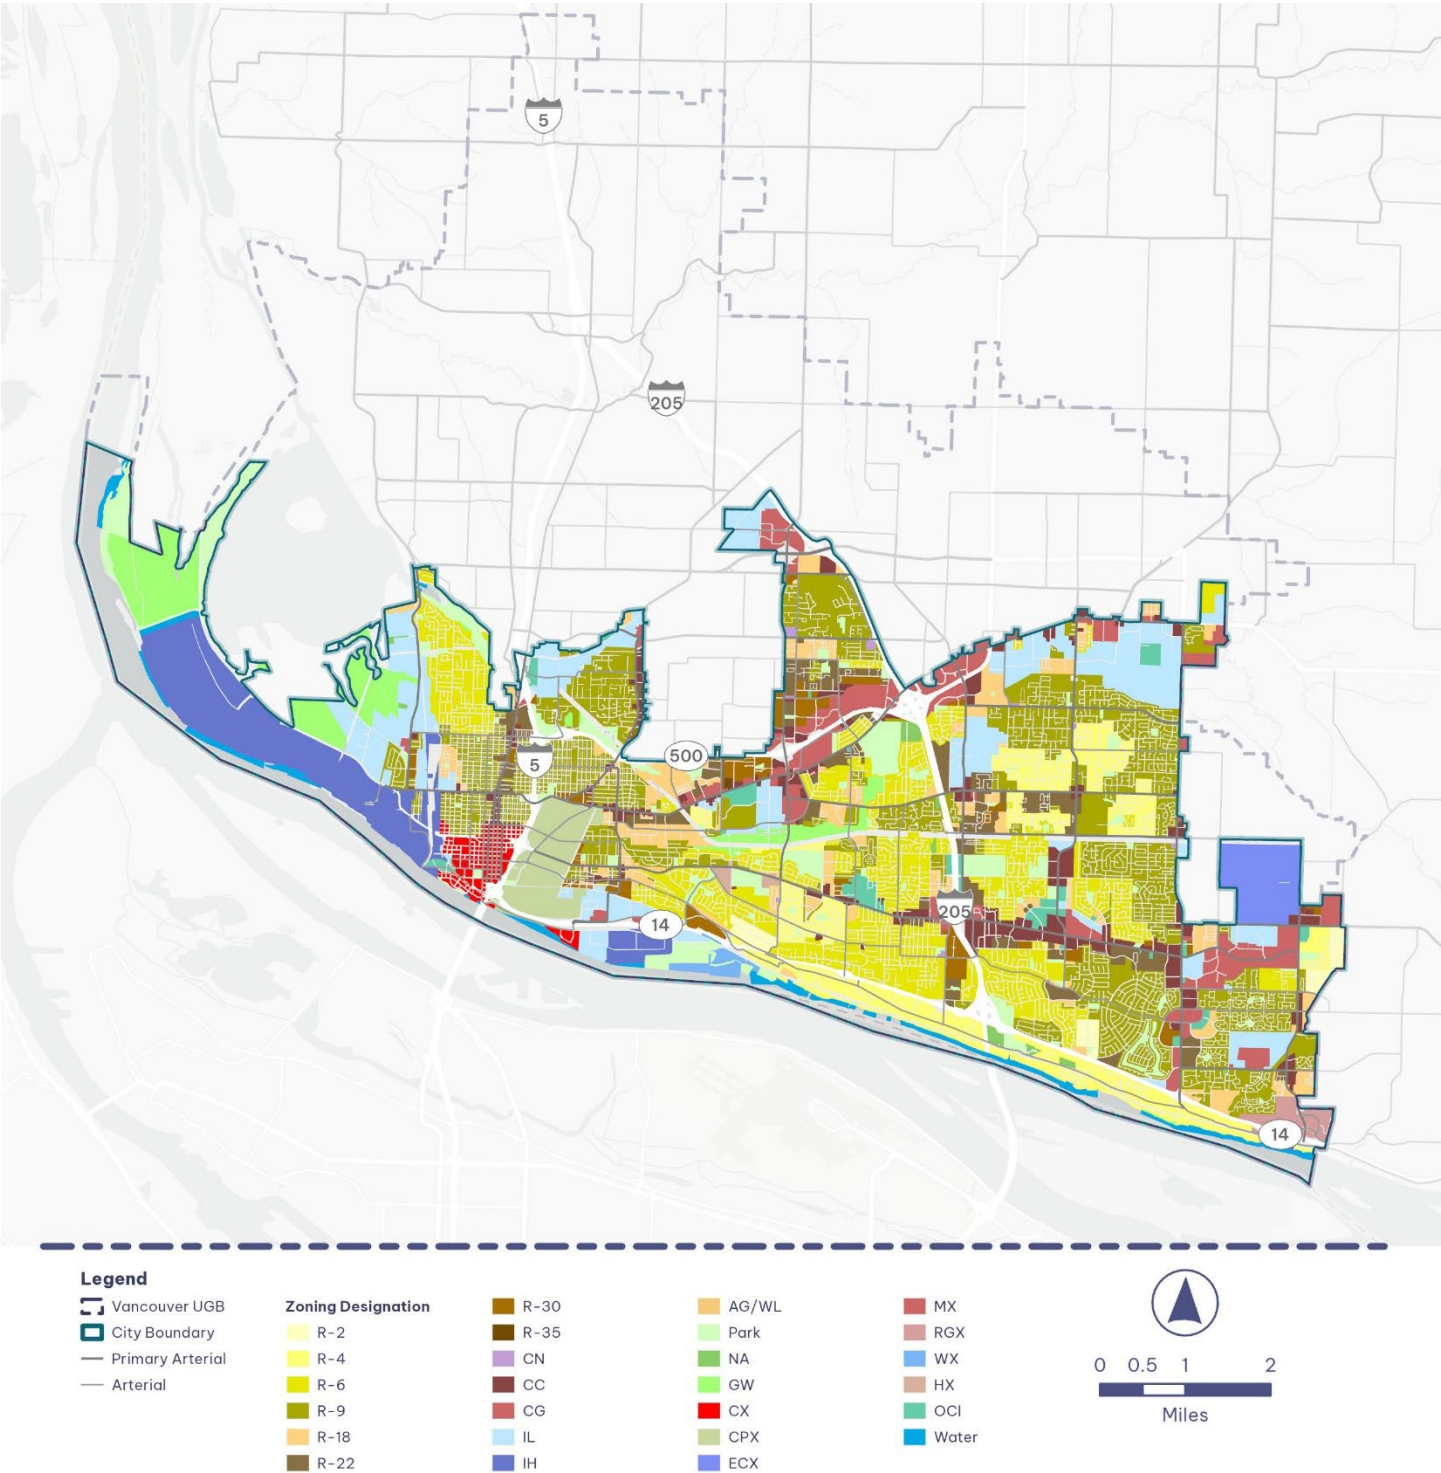 5
205
500
5
14
205
14
Legend
Vancouver UGB
City Boundary
Primary Arterial
Arterial
Zoning Designation
R-2
R-4
R-6
R-9
R-18
R-22
R-30
R-35
CN
CC
CG
IL
IH
AG/WL
Park
NA
GW
CX
CPX
ECX
MX
RGX
WX
HX
OCI
Water
0 0.5 1 2
Miles